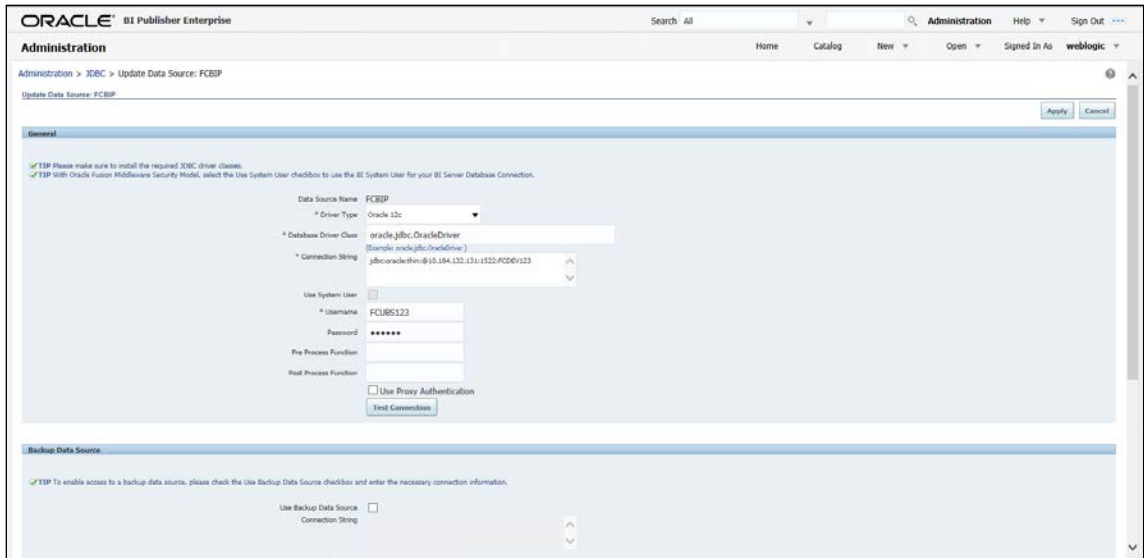 ORACLE BI Publisher Enterprise Search All Administration Help Sign Out
Administration Home Catalog New Open Signed In As weblogic
Administration > JDBC > Update Data Source: FCBIP
Update Data Source: FCBIP
Apply Cancel
General
TIP Please make sure to install the required JDBC driver classes.
TIP With Oracle Fusion Middleware Security Model, select the Use System User checkbox to use the BI System User for your BI Server Database Connection.
Data Source Name FCBIP
* Driver Type Oracle 12c
* Database Driver Class oracle.jdbc.OracleDriver
(Example: oracle.jdbc.OracleDriver )
* Connection String jdbc:oracle:thin:@10.184.132.131:1522:FCDEV123
Use System User
* Username FCUBS123
Password ••••••
Pre Process Function
Post Process Function
Use Proxy Authentication
Test Connection
Backup Data Source
TIP To enable access to a backup data source, please check the Use Backup Data Source checkbox and enter the necessary connection information.
Use Backup Data Source
Connection String